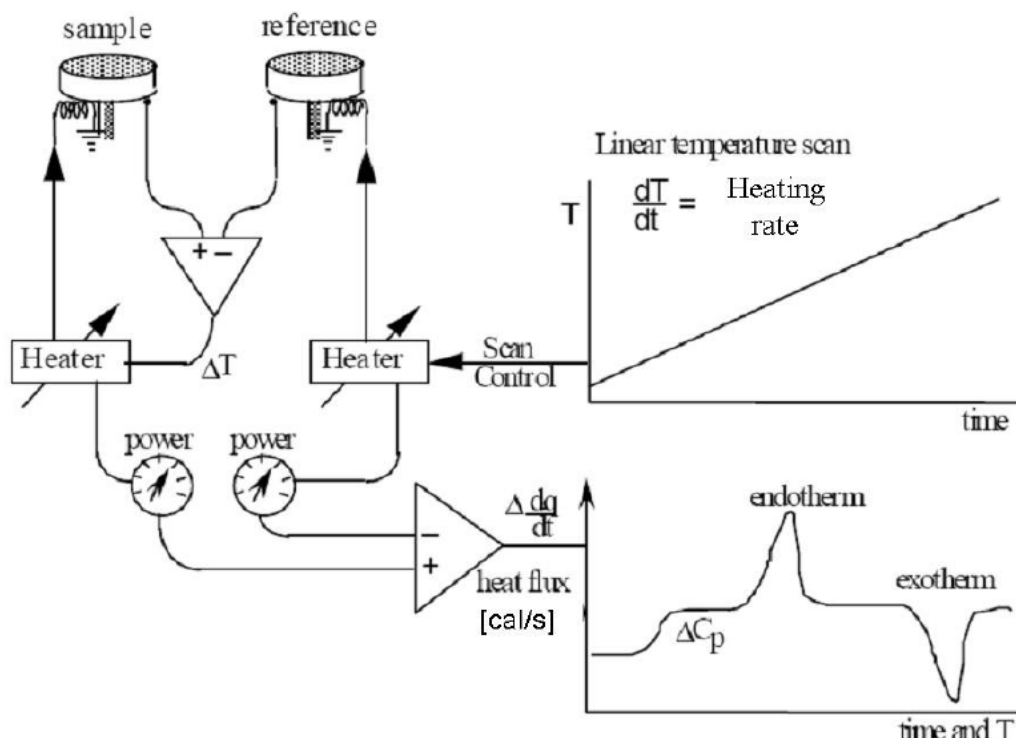 sample
reference
Linear temperature scan
T
dT
dt
=
Heating
rate
+ −
Heater
ΔT
Heater
Scan
Control
time
power
power
Δ dq
dt
−
+
heat flux
[cal/s]
endotherm
exotherm
ΔCp
time and T